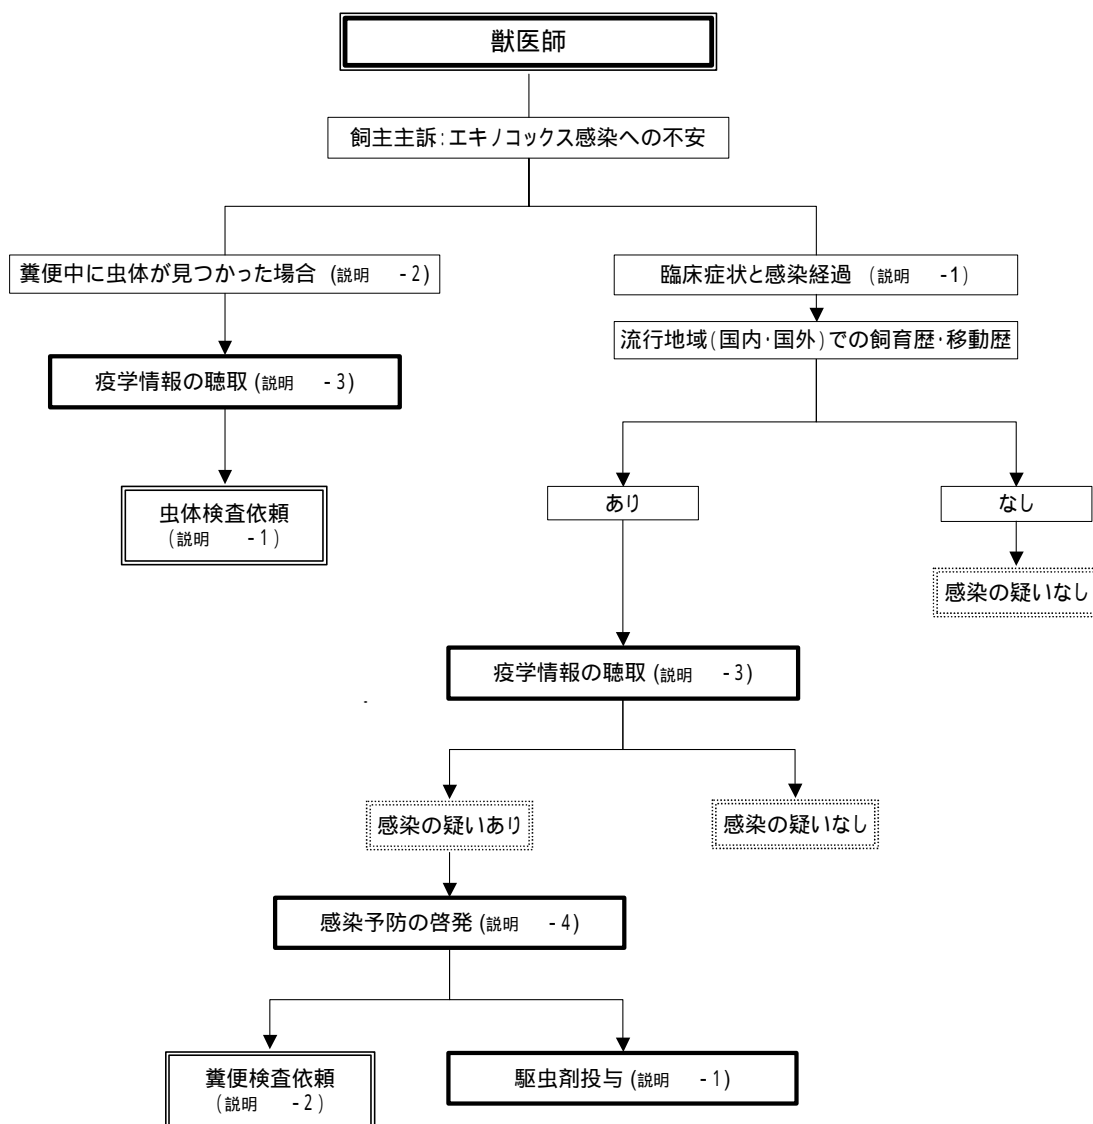 獣医師
飼主主訴:エキノコックス感染への不安
糞便中に虫体が見つかった場合 (説明 -2)
臨床症状と感染経過 (説明 -1)
流行地域(国内・国外)での飼育歴・移動歴
疫学情報の聴取 (説明 -3)
虫体検査依頼
(説明 -1)
あり
なし
感染の疑いなし
疫学情報の聴取 (説明 -3)
感染の疑いあり
感染の疑いなし
感染予防の啓発 (説明 -4)
糞便検査依頼
(説明 -2)
駆虫剤投与 (説明 -1)